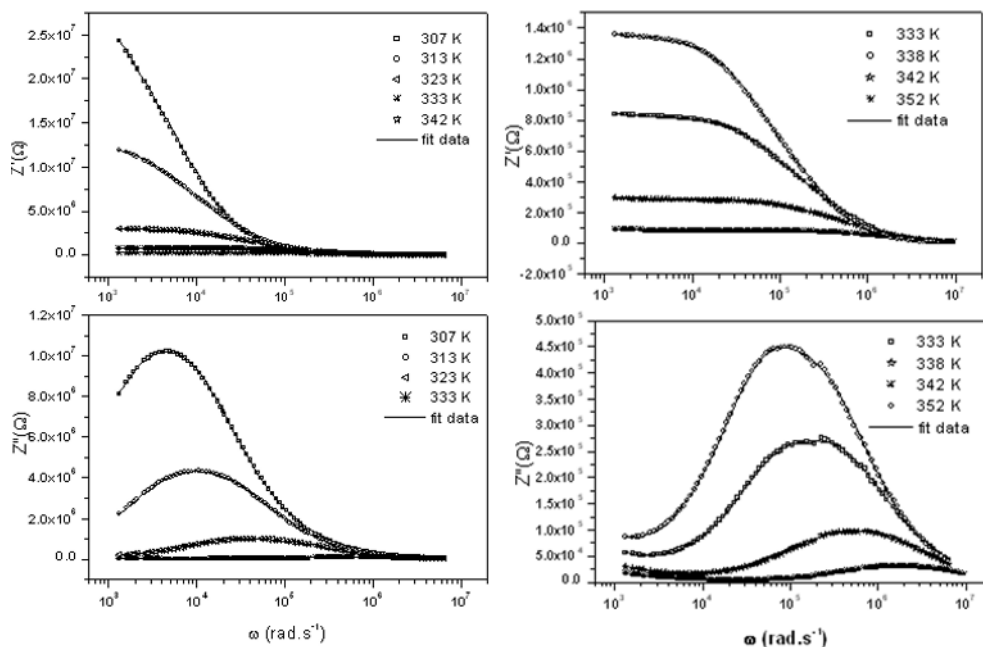 2.5x10⁷
2.0x10⁷
1.5x10⁷
1.0x10⁷
5.0x10⁶
0.0
Z'(Ω)
307 K
313 K
323 K
333 K
342 K
fit data
10³
10⁴
10⁵
10⁶
10⁷
1.4x10⁶
1.2x10⁶
1.0x10⁶
8.0x10⁵
6.0x10⁵
4.0x10⁵
2.0x10⁵
0.0
-2.0x10⁵
Z'(Ω)
333 K
338 K
342 K
352 K
fit data
10³
10⁴
10⁵
10⁶
10⁷
1.2x10⁷
1.0x10⁷
8.0x10⁶
6.0x10⁶
4.0x10⁶
2.0x10⁶
0.0
Z"(Ω)
307 K
313 K
323 K
333 K
fit data
10³
10⁴
10⁵
10⁶
10⁷
ω (rad.s⁻¹)
5.0x10⁵
4.5x10⁵
4.0x10⁵
3.5x10⁵
3.0x10⁵
2.5x10⁵
2.0x10⁵
1.5x10⁵
1.0x10⁵
5.0x10⁴
0.0
Z"(Ω)
333 K
338 K
342 K
352 K
fit data
10³
10⁴
10⁵
10⁶
10⁷
ω (rad.s⁻¹)